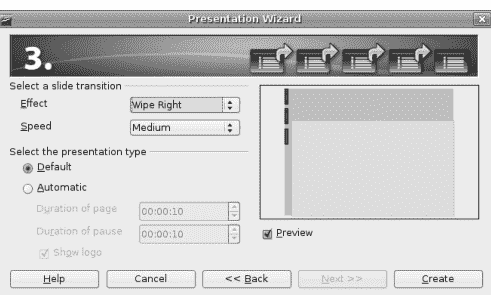 Presentation Wizard
3.
Select a slide transition
Effect
Wipe Right
Speed
Medium
Select the presentation type
Default
Automatic
Duration of page
00:00:10
Duration of pause
00:00:10
Show logo
Preview
Help
Cancel
<< Back
Next >>
Create